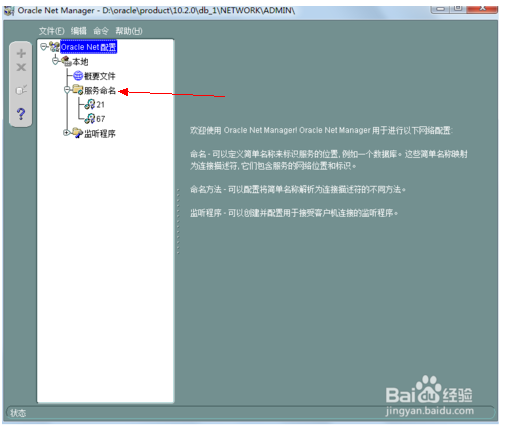 Oracle Net Manager - D:\oracle\product\10.2.0\db_1\NETWORK\ADMIN\
文件(F) 编辑 命令 帮助(H)
Oracle Net 配置
本地
概要文件
服务命名
21
67
监听程序
欢迎使用 Oracle Net Manager! Oracle Net Manager 用于进行以下网络配置:
命名 - 可以定义简单名称来标识服务的位置, 例如一个数据库。这些简单名称映射
为连接描述符, 它们包含服务的网络位置和标识。
命名方法 - 可以配置将简单名称解析为连接描述符的不同方法。
监听程序 - 可以创建并配置用于接受客户机连接的监听程序。
Bai du 经验
jingyan.baidu.com
状态